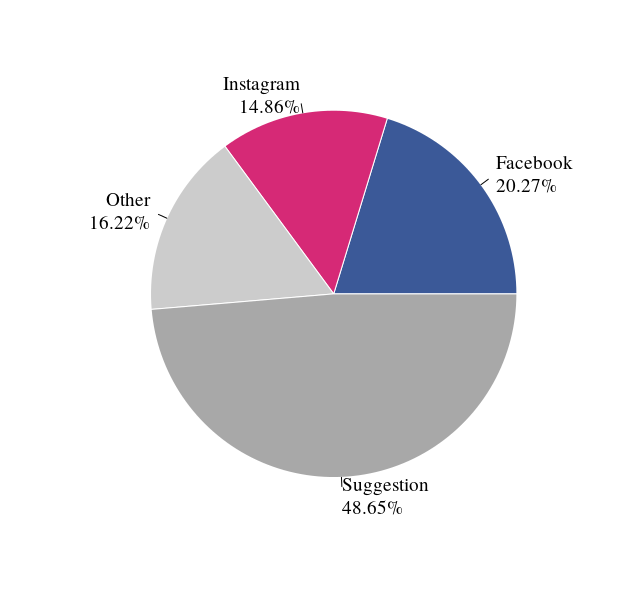 Instagram
14.86%
Facebook
20.27%
Other
16.22%
Suggestion
48.65%